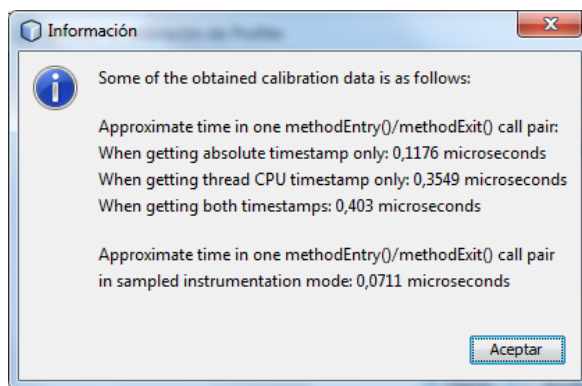 Información
Some of the obtained calibration data is as follows:
Approximate time in one methodEntry()/methodExit() call pair:
When getting absolute timestamp only: 0,1176 microseconds
When getting thread CPU timestamp only: 0,3549 microseconds
When getting both timestamps: 0,403 microseconds
Approximate time in one methodEntry()/methodExit() call pair
in sampled instrumentation mode: 0,0711 microseconds
Aceptar